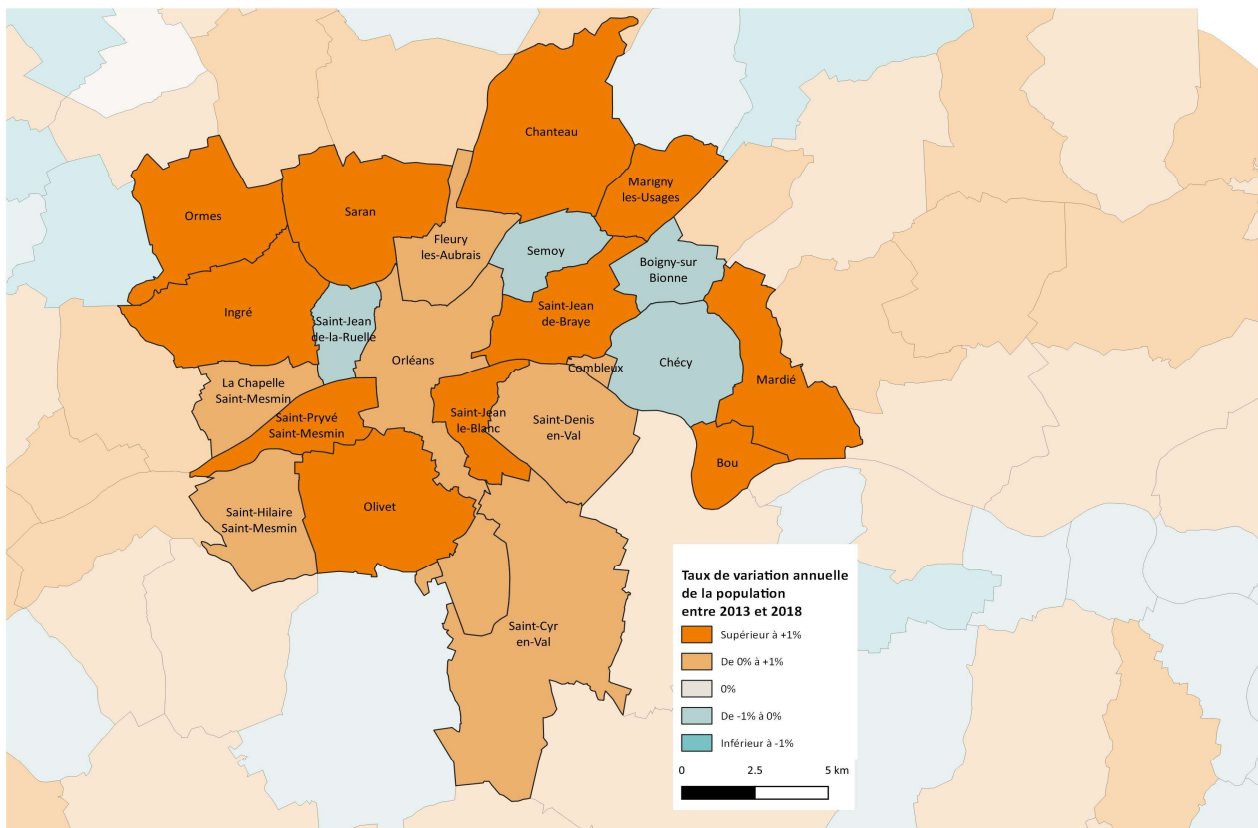 Chanteau
Marigny
les-Usages
Ormes
Saran
Fleury
les-Aubrais
Semoy
Boigny-sur
Bionne
Ingré
Saint-Jean
de-la-Ruelle
Saint-Jean
de-Braye
Orléans
Combleux
Chécy
Mardié
La Chapelle
Saint-Mesmin
Saint-Pryvé
Saint-Mesmin
Saint-Jean
le-Blanc
Saint-Denis
en-Val
Bou
Saint-Hilaire
Saint-Mesmin
Olivet
Saint-Cyr
en-Val
Taux de variation annuelle
de la population
entre 2013 et 2018
Supérieur à +1%
De 0% à +1%
0%
De -1% à 0%
Inférieur à -1%
0 2.5 5 km